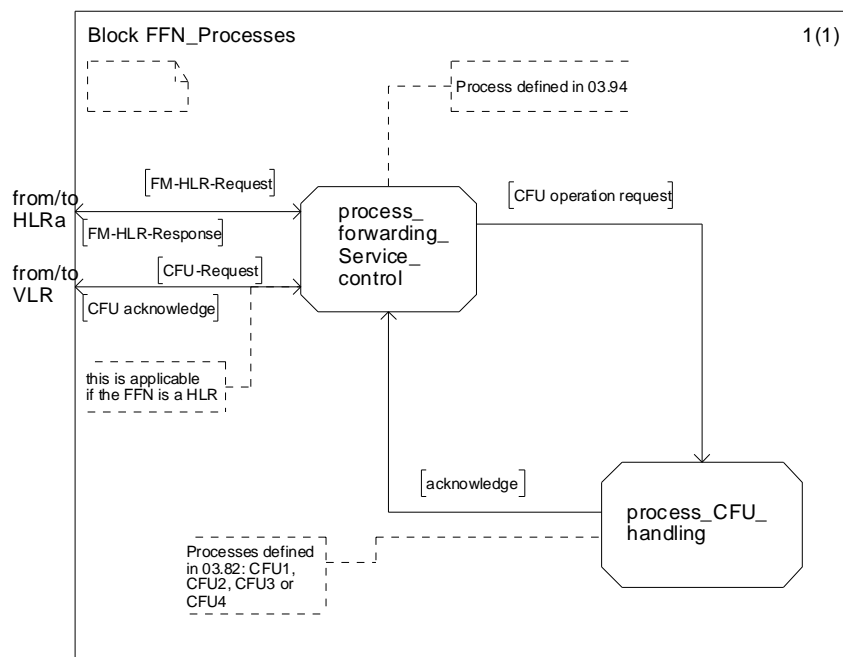 Block FFN_Processes
1(1)
Process defined in 03.94
from/to
HLRa
[FM-HLR-Request]
[FM-HLR-Response]
process_
forwarding_
Service_
control
[CFU operation request]
from/to
VLR
[CFU-Request]
[CFU acknowledge]
this is applicable
if the FFN is a HLR
[acknowledge]
process_CFU_
handling
Processes defined
in 03.82: CFU1,
CFU2, CFU3 or
CFU4